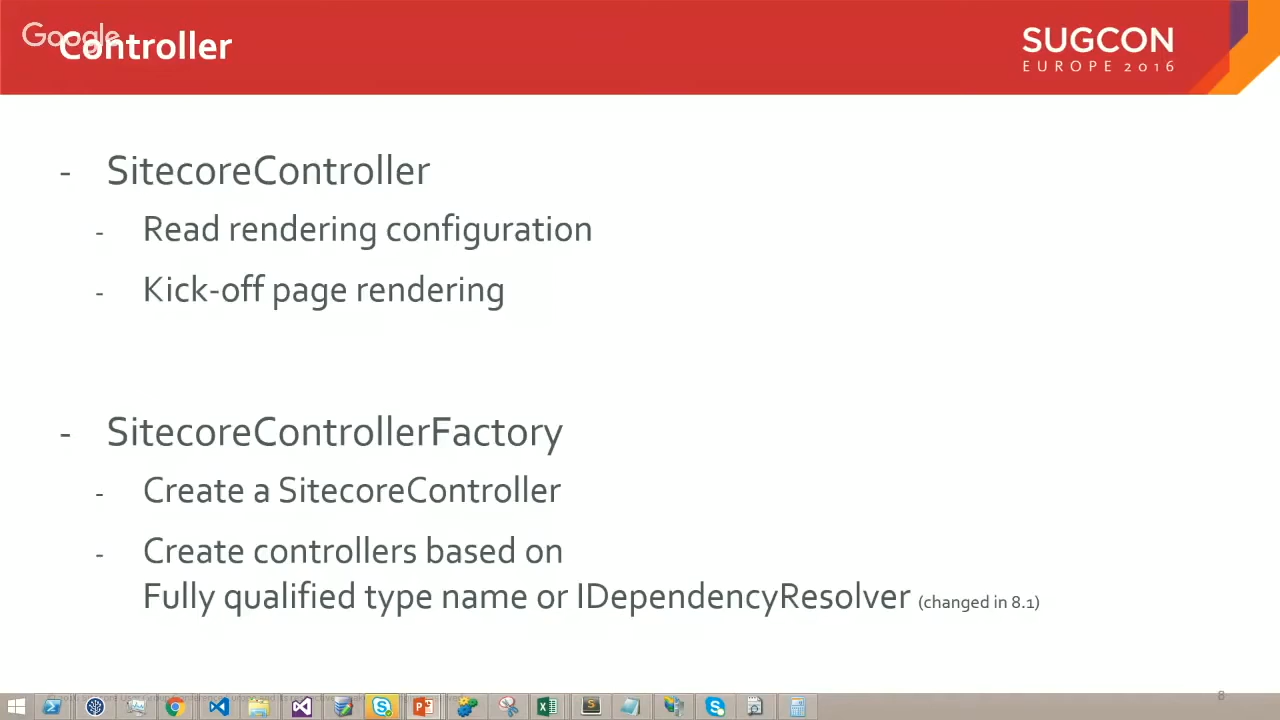 Google
Controller
SUGCON
EUROPE 2016
- SitecoreController
- Read rendering configuration
- Kick-off page rendering
- SitecoreControllerFactory
- Create a SitecoreController
- Create controllers based on
Fully qualified type name or IDependencyResolver (changed in 8.1)
8